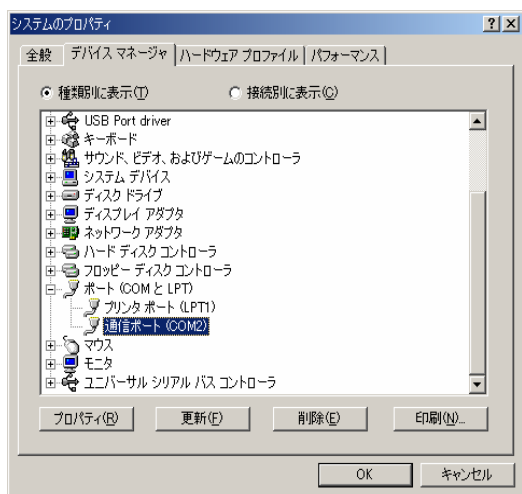 システムのプロパティ
全般 デバイス マネージャ ハードウェア プロファイル パフォーマンス
種類別に表示(T) 接続別に表示(C)
USB Port driver
キーボード
サウンド、ビデオ、およびゲームのコントローラ
システム デバイス
ディスク ドライブ
ディスプレイ アダプタ
ネットワーク アダプタ
ハード ディスク コントローラ
フロッピー ディスク コントローラ
ポート (COM と LPT)
プリンタ ポート (LPT1)
通信ポート (COM2)
マウス
モニタ
ユニバーサル シリアル バス コントローラ
プロパティ(R) 更新(F) 削除(E) 印刷(N)...
OK キャンセル